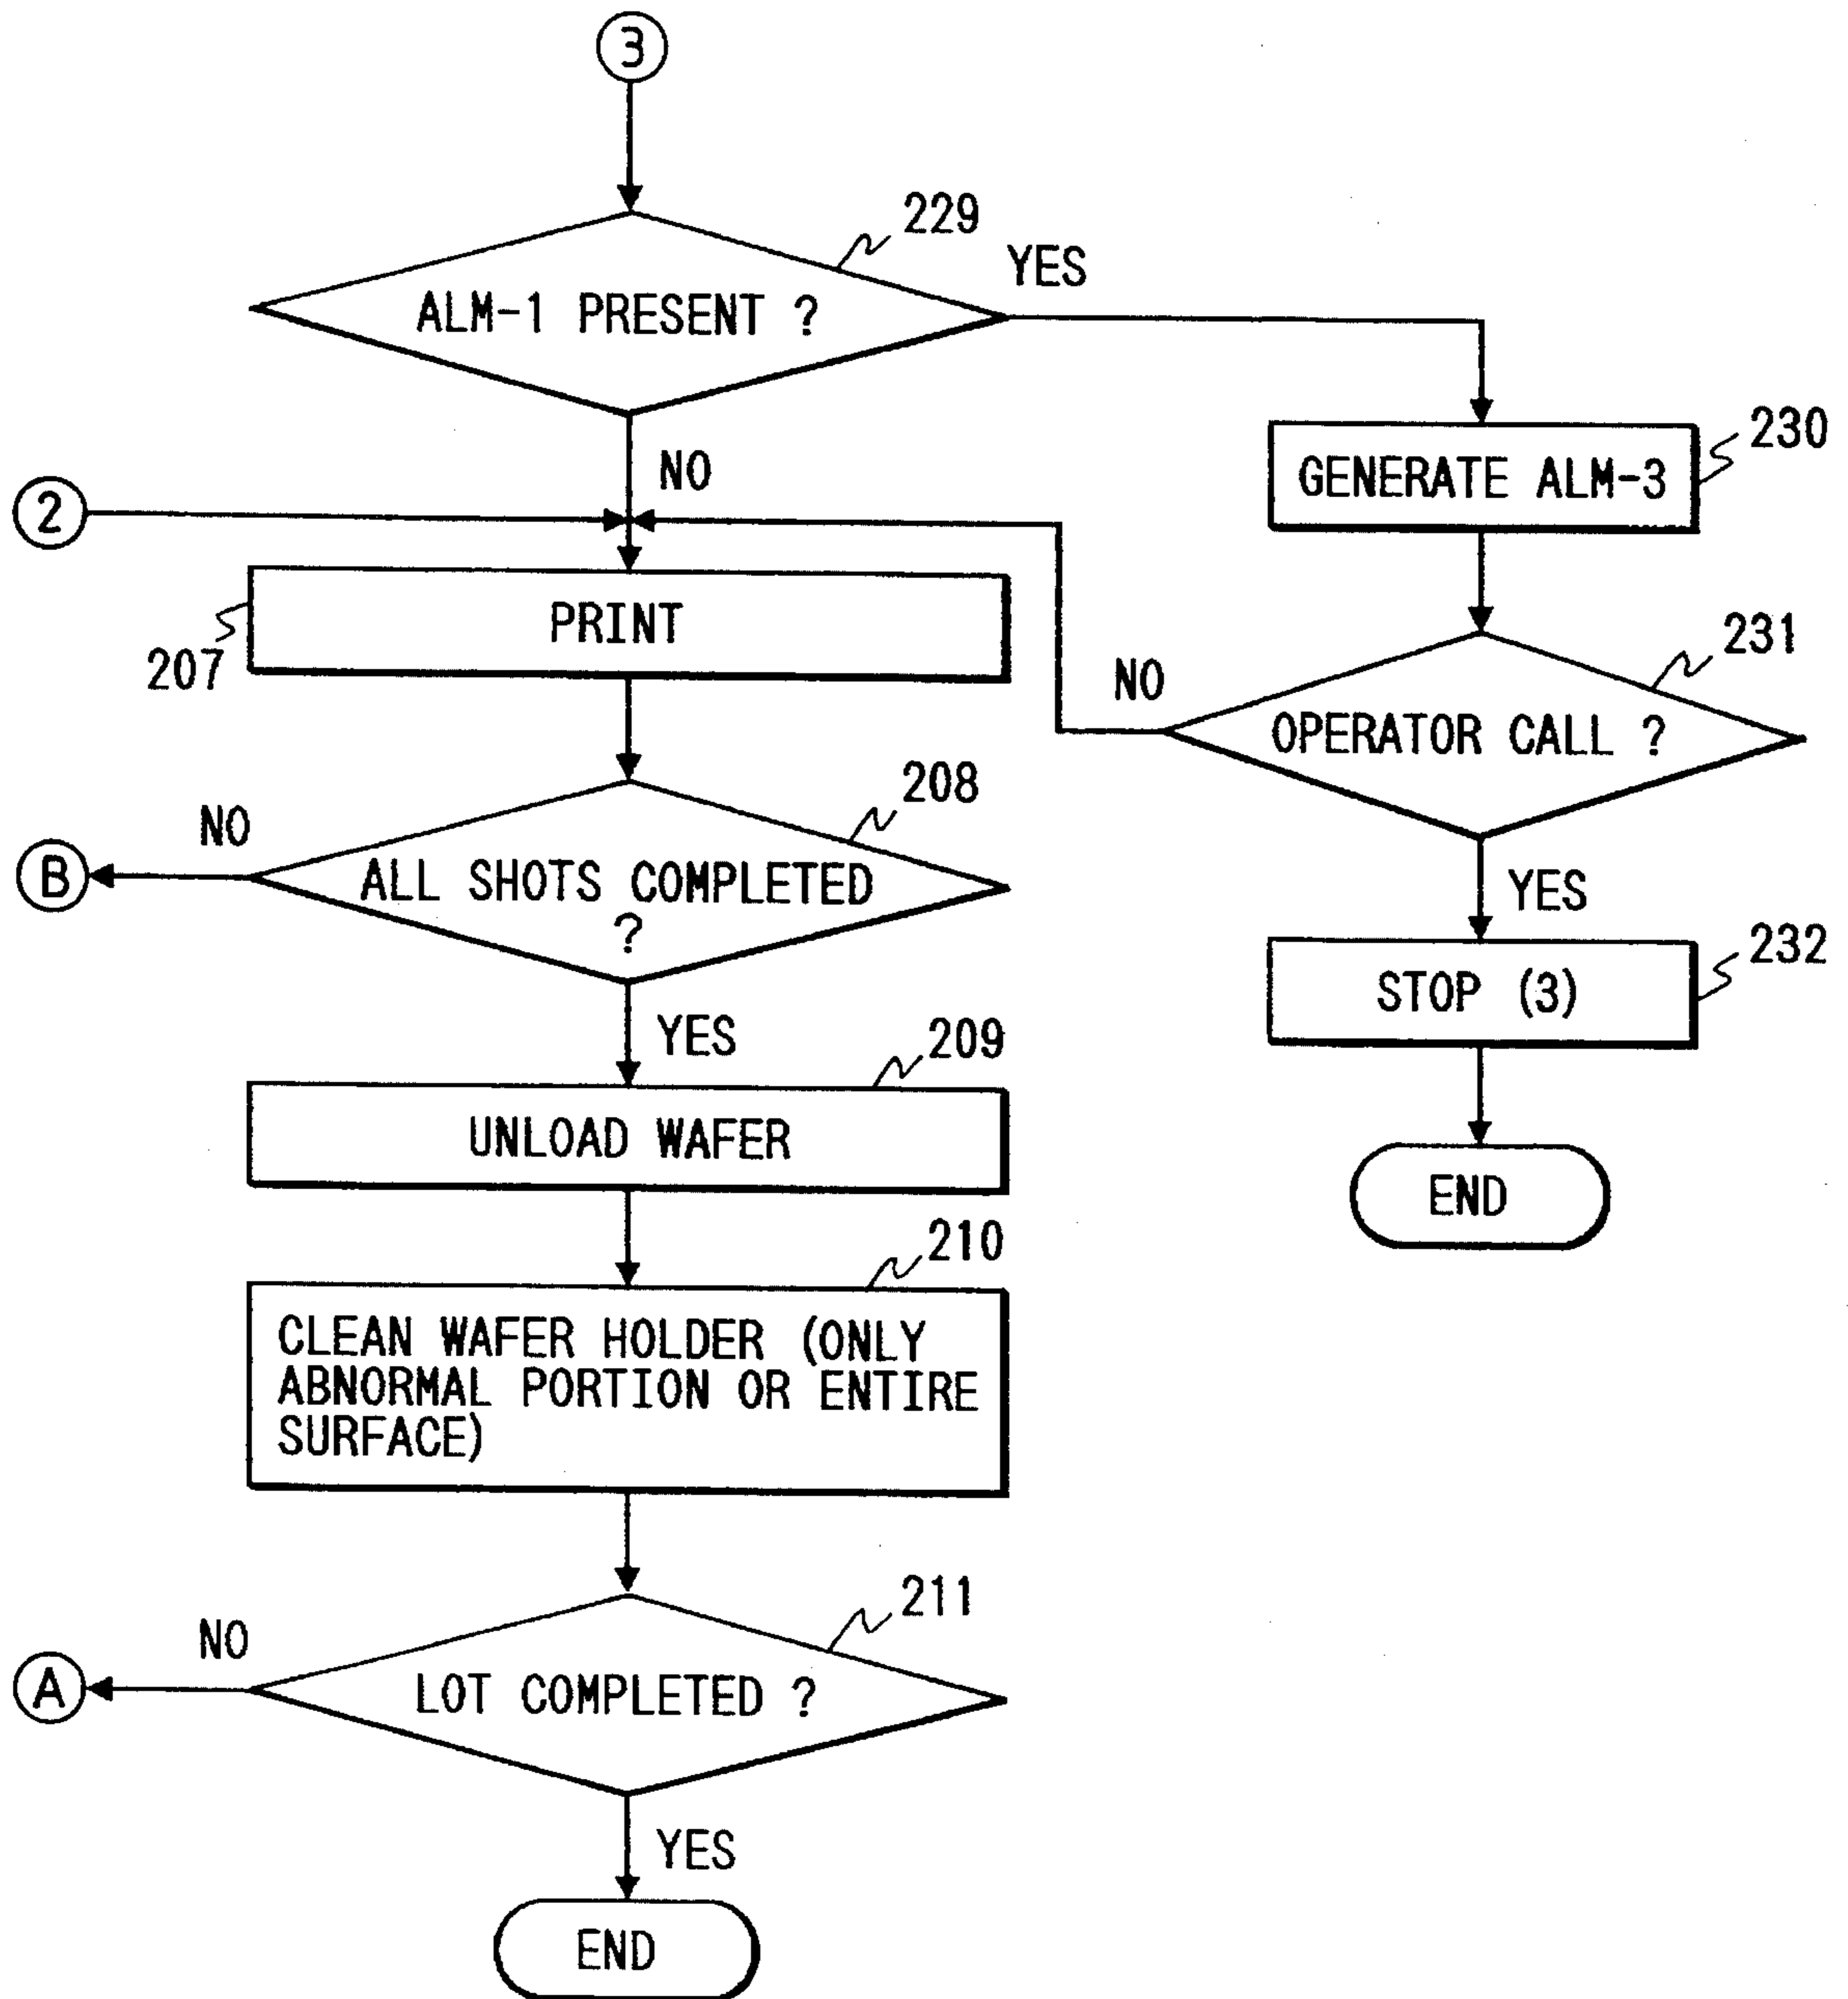 3
229
YES
ALM-1 PRESENT ?
NO
230
GENERATE ALM-3
2
PRINT
207
231
NO
OPERATOR CALL ?
208
NO
B
ALL SHOTS COMPLETED
?
YES
232
STOP (3)
YES
209
UNLOAD WAFER
END
210
CLEAN WAFER HOLDER (ONLY
ABNORMAL PORTION OR ENTIRE
SURFACE)
211
NO
A
LOT COMPLETED ?
YES
END